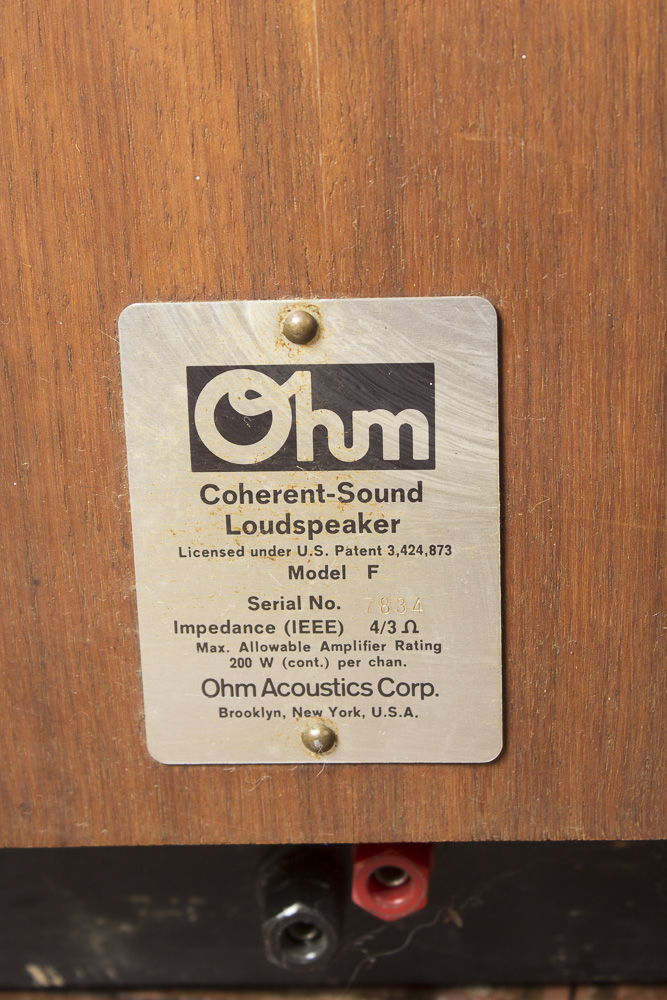 Ohm
Coherent-Sound
Loudspeaker
Licensed under U.S. Patent 3,424,873
Model F
Serial No. 7834
Impedance (IEEE) 4/3 Ω
Max. Allowable Amplifier Rating
200 W (cont.) per chan.
Ohm Acoustics Corp.
Brooklyn, New York, U.S.A.